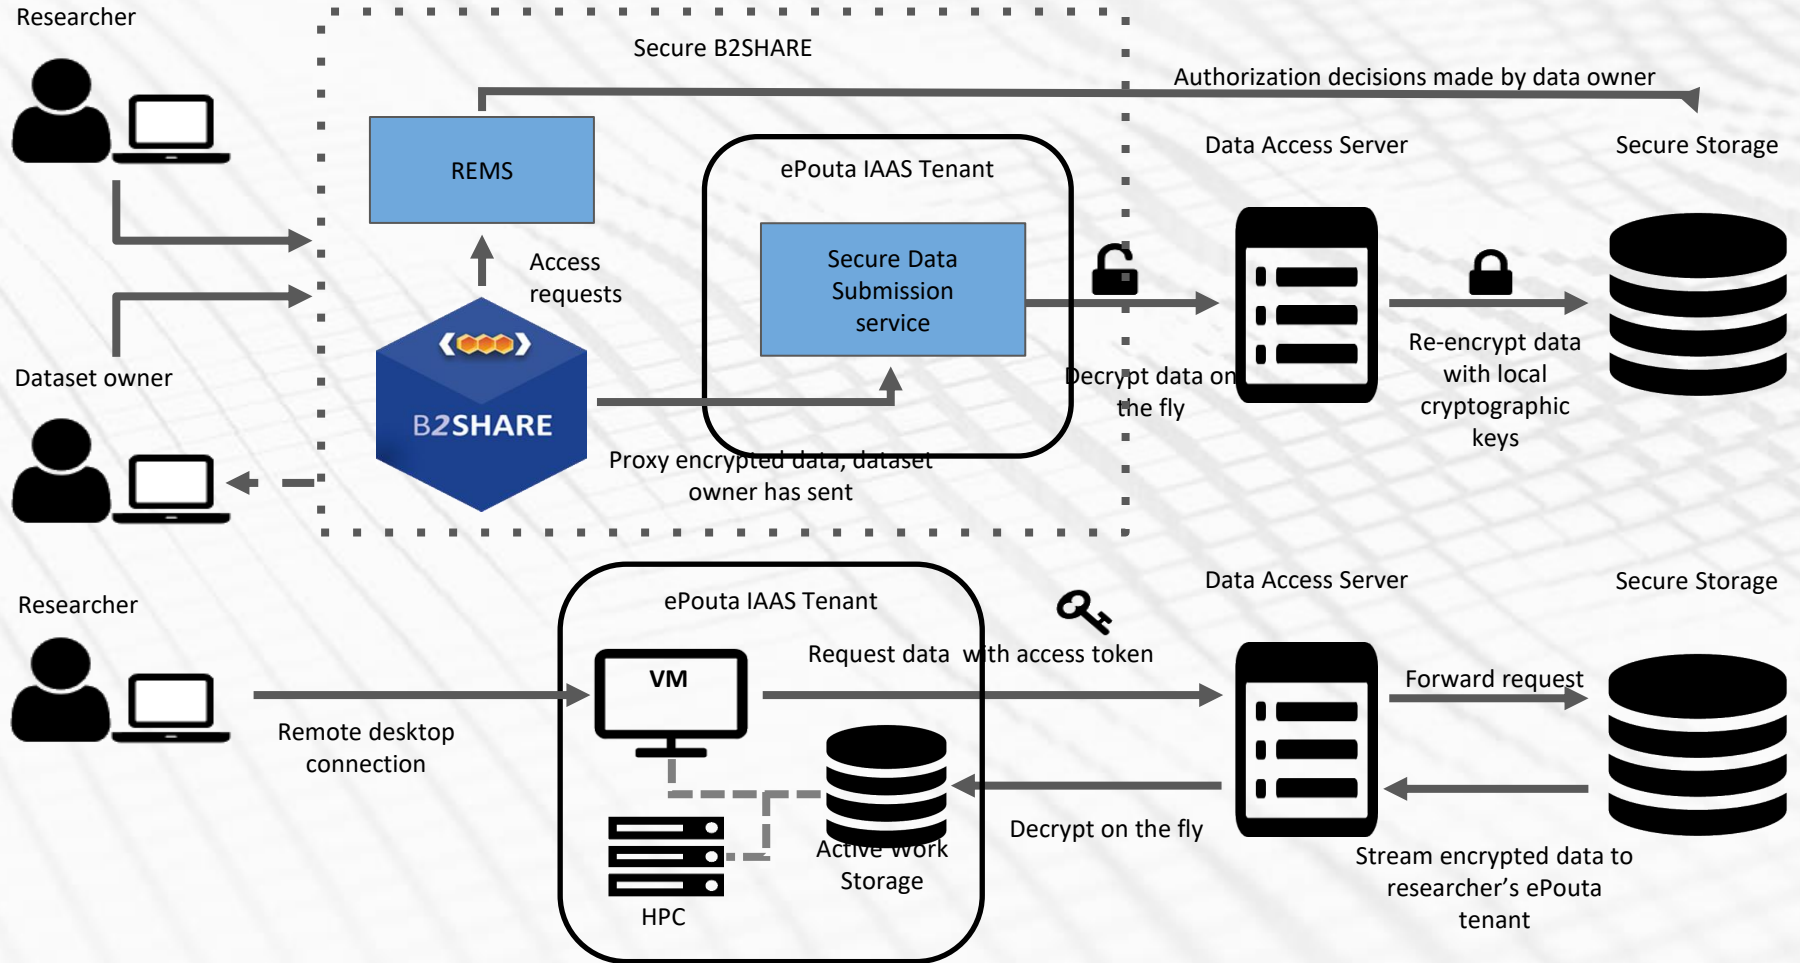 Researcher
Secure B2SHARE
Authorization decisions made by data owner
REMS
ePouta IAAS Tenant
Data Access Server
Secure Storage
Access
requests
Secure Data
Submission
service
B2SHARE
Decrypt data on
the fly
Re-encrypt data
with local
cryptographic
keys
Dataset owner
Proxy encrypted data, dataset
owner has sent
Researcher
ePouta IAAS Tenant
Data Access Server
Secure Storage
VM
Request data with access token
Forward request
Remote desktop
connection
Decrypt on the fly
Active Work
Storage
HPC
Stream encrypted data to
researcher’s ePouta
tenant